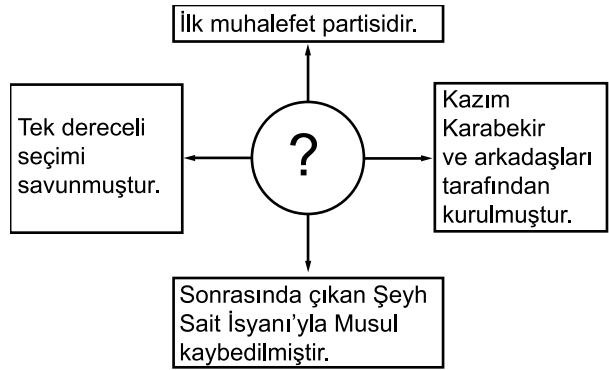 İlk muhalefet partisidir.
Tek dereceli
seçimi
savunmuştur.
?
Kazım
Karabekir
ve arkadaşları
tarafından
kurulmuştur.
Sonrasında çıkan Şeyh
Sait İsyanı'yla Musul
kaybedilmiştir.